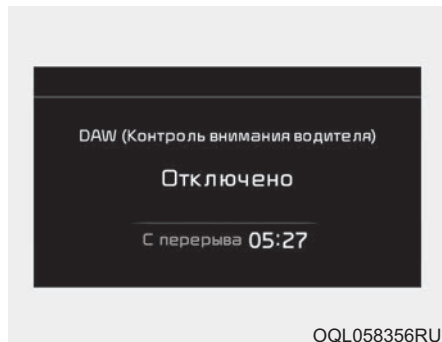 DAW (Контроль внимания водителя)
Отключено
С перерыва 05:27
OQL058356RU